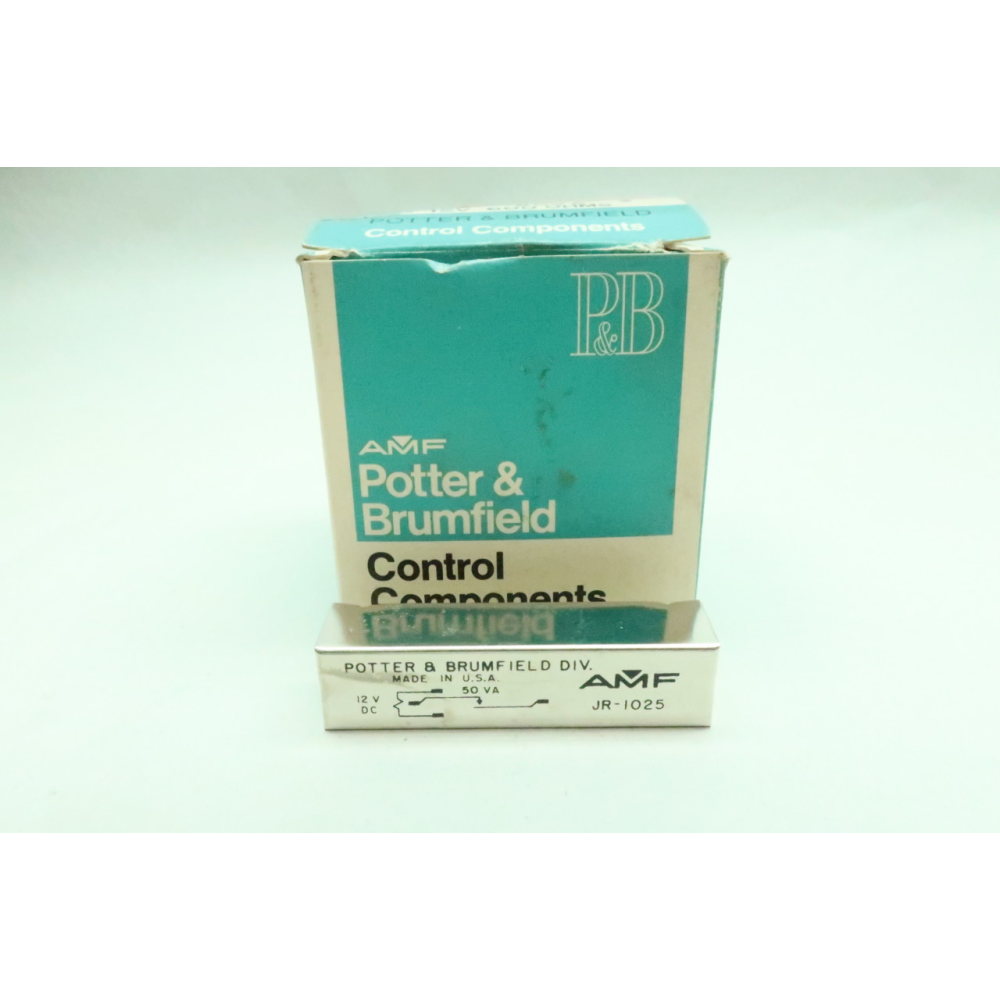 POTTER & BRUMFIELD
Control Components
P&B
AMF
Potter &
Brumfield
Control
Components
Brumfield
POTTER & BRUMFIELD DIV.
MADE IN U.S.A.
50 VA
12 V
DC
AMF
JR-1025